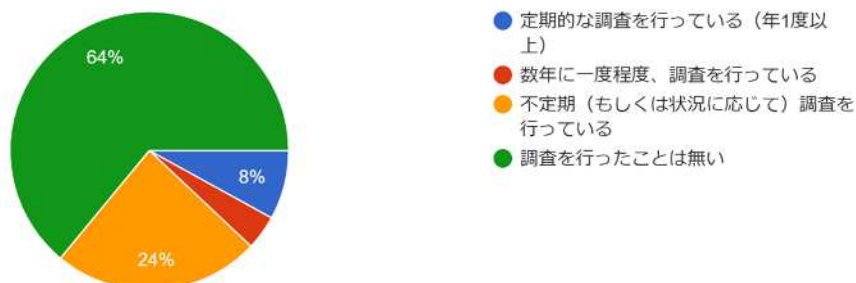 64%
8%
24%
定期的な調査を行っている（年1度以
上）
数年に一度程度、調査を行っている
不定期（もしくは状況に応じて）調査を
行っている
調査を行ったことは無い